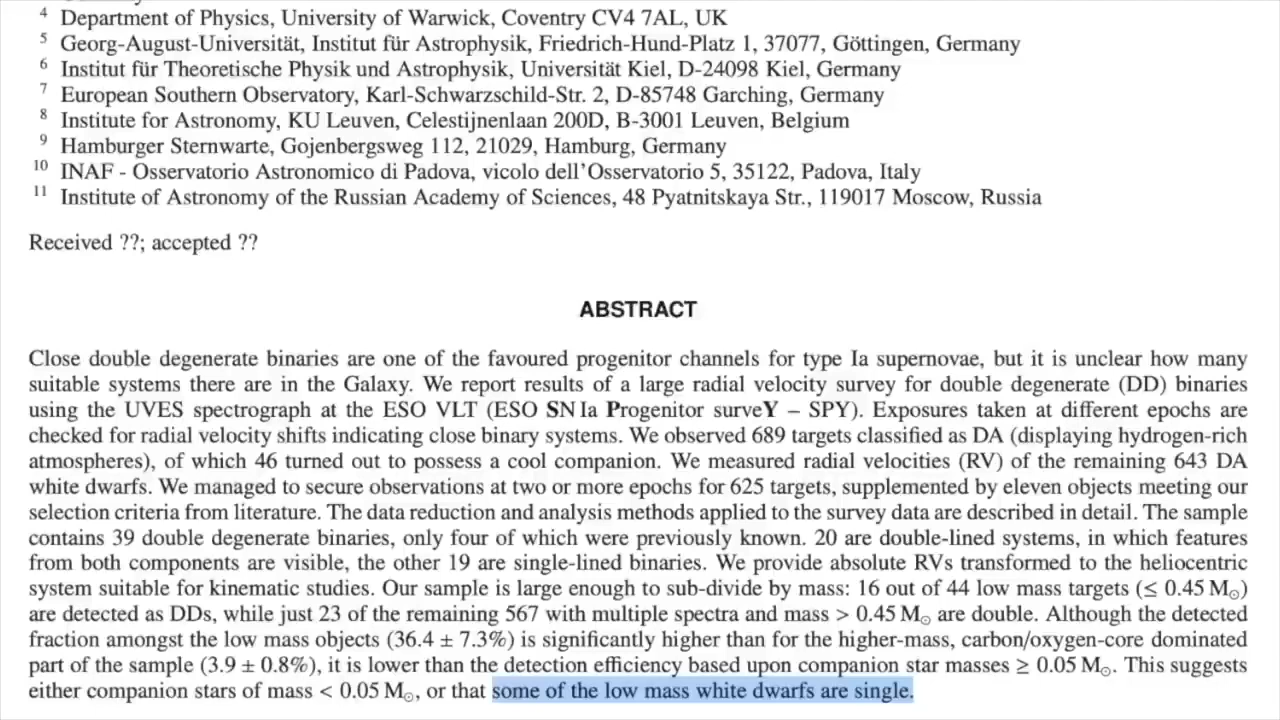 4 Department of Physics, University of Warwick, Coventry CV4 7AL, UK
5 Georg-August-Universität, Institut für Astrophysik, Friedrich-Hund-Platz 1, 37077, Göttingen, Germany
6 Institut für Theoretische Physik und Astrophysik, Universität Kiel, D-24098 Kiel, Germany
7 European Southern Observatory, Karl-Schwarzschild-Str. 2, D-85748 Garching, Germany
8 Institute for Astronomy, KU Leuven, Celestijnenlaan 200D, B-3001 Leuven, Belgium
9 Hamburger Sternwarte, Gojenbergsweg 112, 21029, Hamburg, Germany
10 INAF - Osservatorio Astronomico di Padova, vicolo dell'Osservatorio 5, 35122, Padova, Italy
11 Institute of Astronomy of the Russian Academy of Sciences, 48 Pyatnitskaya Str., 119017 Moscow, Russia
Received ??; accepted ??
ABSTRACT
Close double degenerate binaries are one of the favoured progenitor channels for type Ia supernovae, but it is unclear how many
suitable systems there are in the Galaxy. We report results of a large radial velocity survey for double degenerate (DD) binaries
using the UVES spectrograph at the ESO VLT (ESO SN Ia Progenitor surveY – SPY). Exposures taken at different epochs are
checked for radial velocity shifts indicating close binary systems. We observed 689 targets classified as DA (displaying hydrogen-rich
atmospheres), of which 46 turned out to possess a cool companion. We measured radial velocities (RV) of the remaining 643 DA
white dwarfs. We managed to secure observations at two or more epochs for 625 targets, supplemented by eleven objects meeting our
selection criteria from literature. The data reduction and analysis methods applied to the survey data are described in detail. The sample
contains 39 double degenerate binaries, only four of which were previously known. 20 are double-lined systems, in which features
from both components are visible, the other 19 are single-lined binaries. We provide absolute RVs transformed to the heliocentric
system suitable for kinematic studies. Our sample is large enough to sub-divide by mass: 16 out of 44 low mass targets (≤ 0.45 M⊙)
are detected as DDs, while just 23 of the remaining 567 with multiple spectra and mass > 0.45 M⊙ are double. Although the detected
fraction amongst the low mass objects (36.4 ± 7.3%) is significantly higher than for the higher-mass, carbon/oxygen-core dominated
part of the sample (3.9 ± 0.8%), it is lower than the detection efficiency based upon companion star masses ≥ 0.05 M⊙. This suggests
either companion stars of mass < 0.05 M⊙, or that some of the low mass white dwarfs are single.